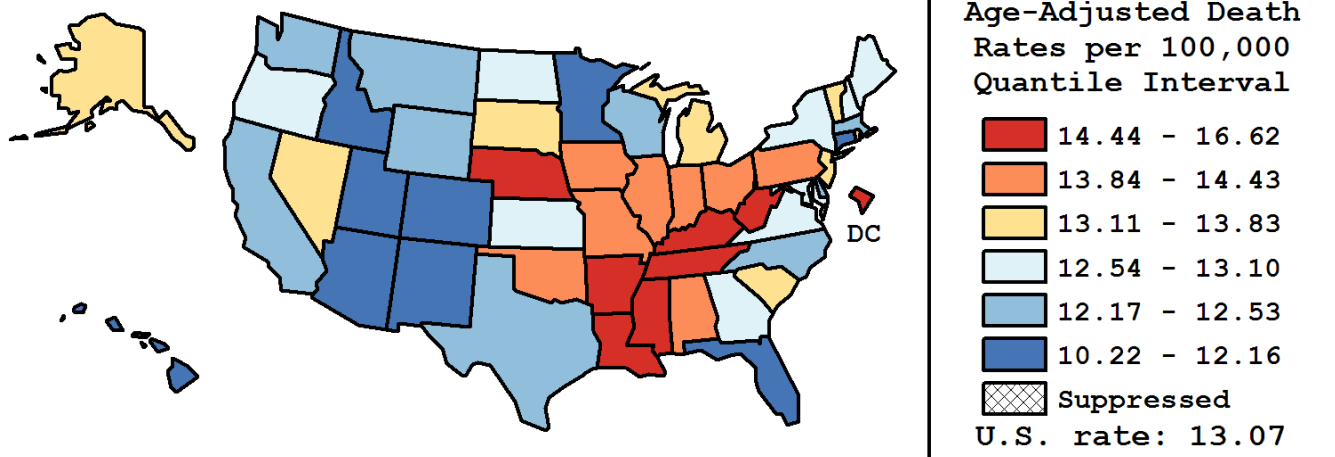 Age-Adjusted Death
Rates per 100,000
Quantile Interval
14.44 - 16.62
13.84 - 14.43
13.11 - 13.83
12.54 - 13.10
12.17 - 12.53
10.22 - 12.16
Suppressed
U.S. rate: 13.07
DC